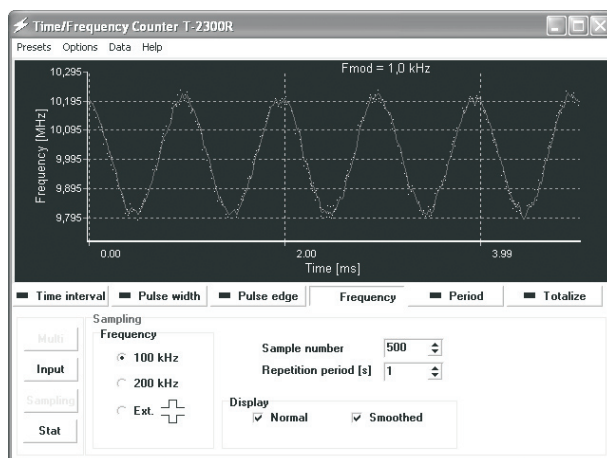 Time/Frequency Counter T-2300R
Presets Options Data Help
Fmod = 1,0 kHz
10,295
10,195
10,095
9,995
9,895
9,795
Frequency [MHz]
0.00 2.00 3.99
Time [ms]
Time interval Pulse width Pulse edge Frequency Period Totalize
Sampling
Multi
Input
Sampling
Stat
Frequency
100 kHz
200 kHz
Ext.
Sample number 500
Repetition period [s] 1
Display
Normal Smoothed